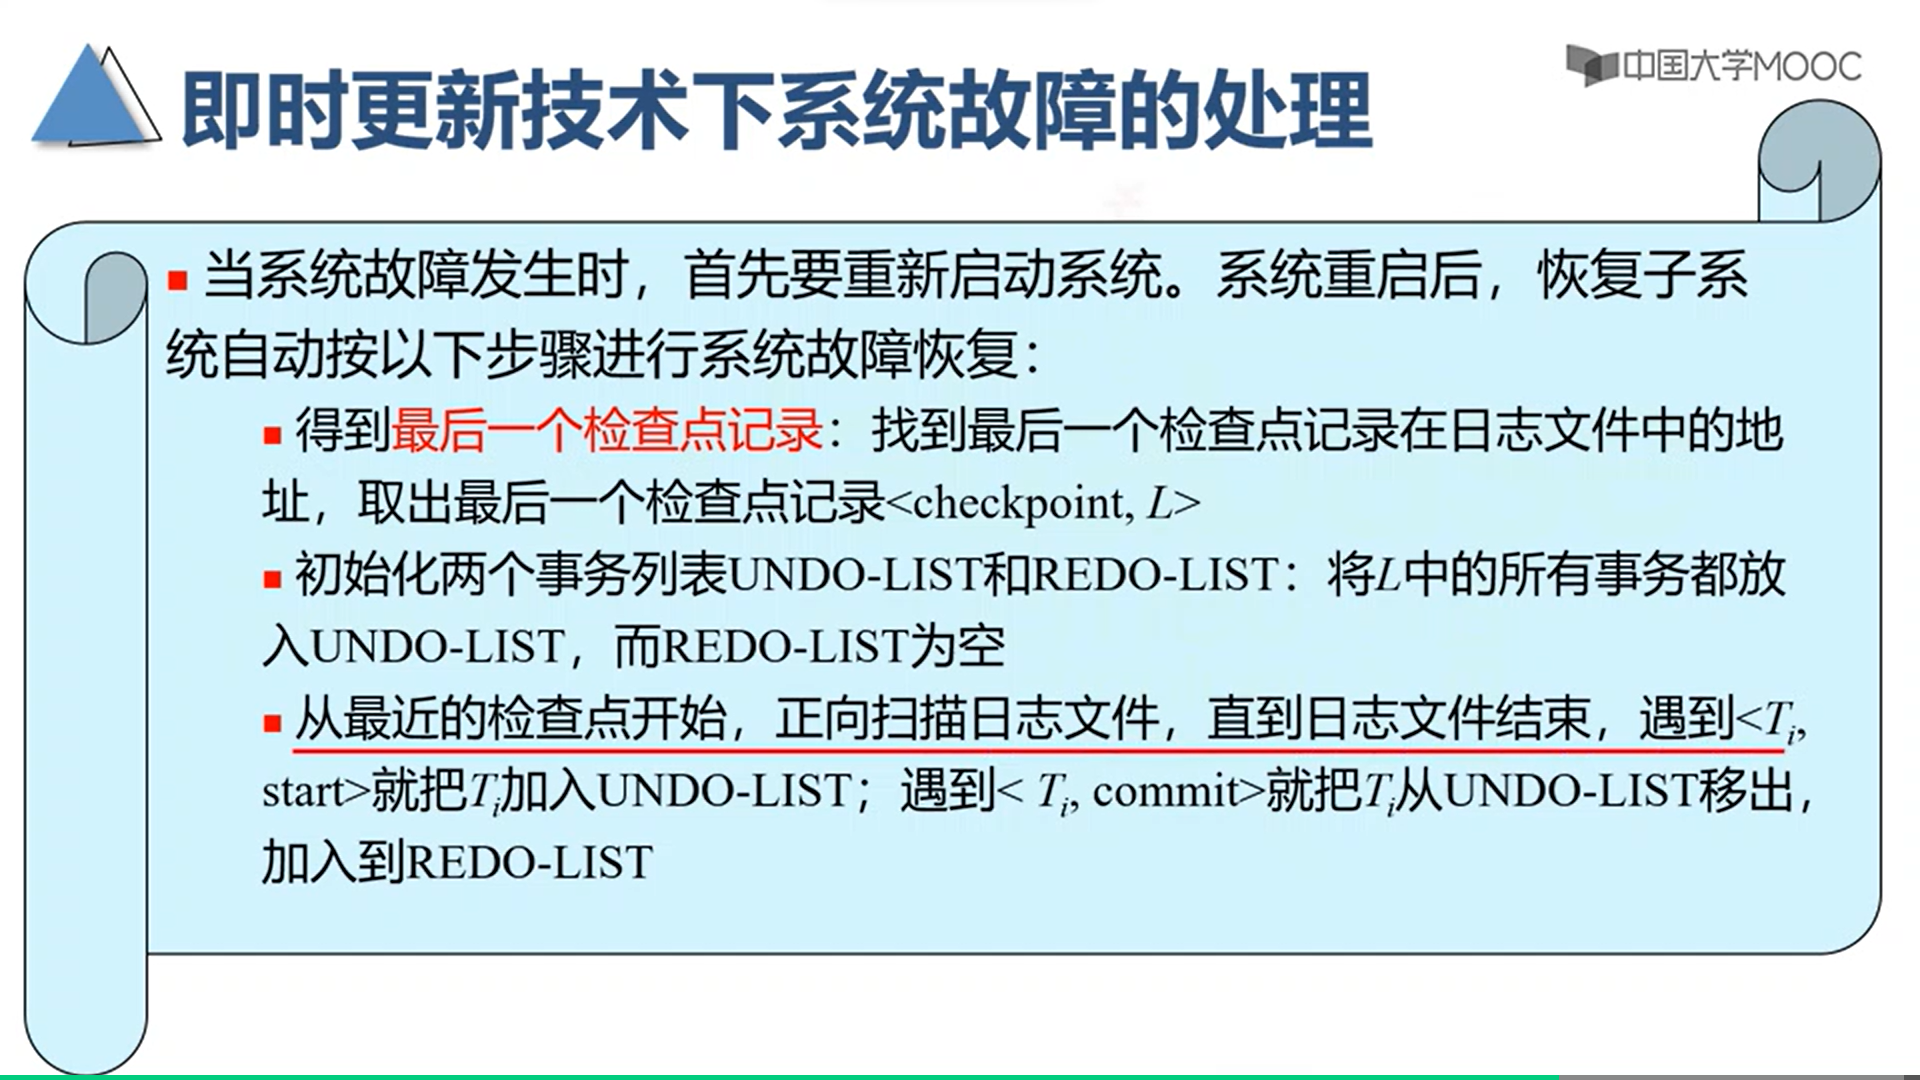 中国大学MOOC
即时更新技术下系统故障的处理
当系统故障发生时，首先要重新启动系统。系统重启后，恢复子系
统自动按以下步骤进行系统故障恢复：
得到最后一个检查点记录：找到最后一个检查点记录在日志文件中的地
址，取出最后一个检查点记录<checkpoint, L>
初始化两个事务列表UNDO-LIST和REDO-LIST：将L中的所有事务都放
入UNDO-LIST，而REDO-LIST为空
从最近的检查点开始，正向扫描日志文件，直到日志文件结束，遇到<Ti,
start>就把Ti加入UNDO-LIST；遇到< Ti, commit>就把Ti从UNDO-LIST移出，
加入到REDO-LIST